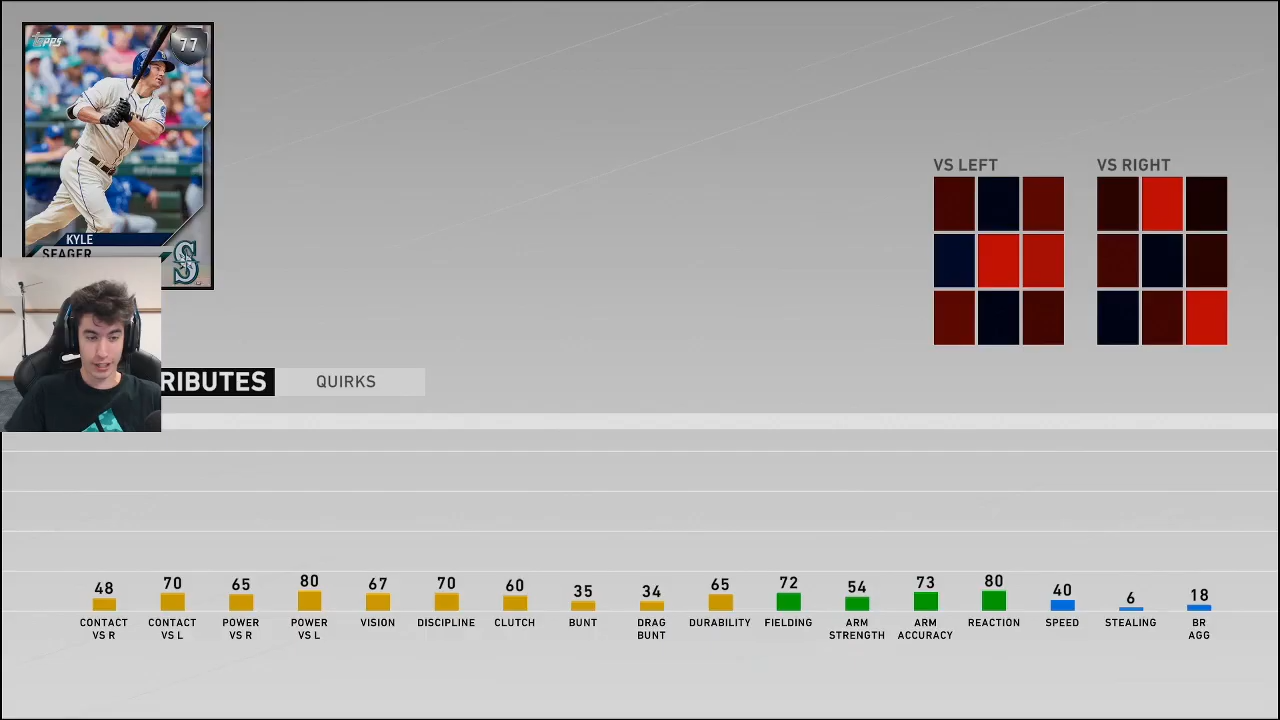 TOPPS
77
KYLE
SEAGER
VS LEFT
VS RIGHT
RIBUTES
QUIRKS
48 70 65 80 67 70 60 35 34 65 72 54 73 80 40 6 18
CONTACT CONTACT POWER POWER VISION DISCIPLINE CLUTCH BUNT DRAG DURABILITY FIELDING ARM ARM REACTION SPEED STEALING BR
VS R VS L VS R VS L BUNT STRENGTH ACCURACY AGG